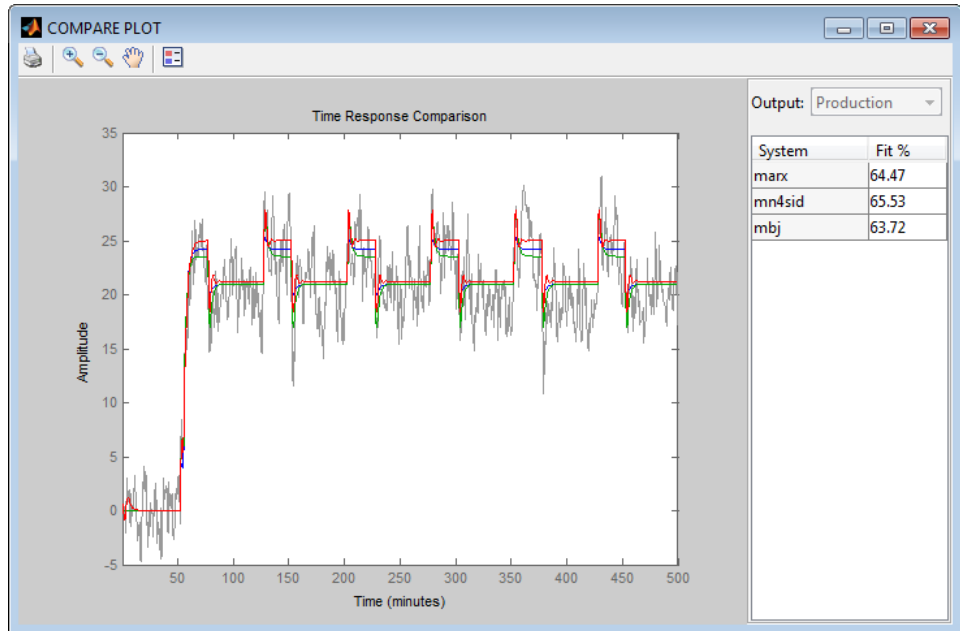 COMPARE PLOT
Time Response Comparison
Amplitude
35
30
25
20
15
10
5
0
-5
50 100 150 200 250 300 350 400 450 500
Time (minutes)
Output: Production
System Fit %
marx 64.47
mn4sid 65.53
mbj 63.72